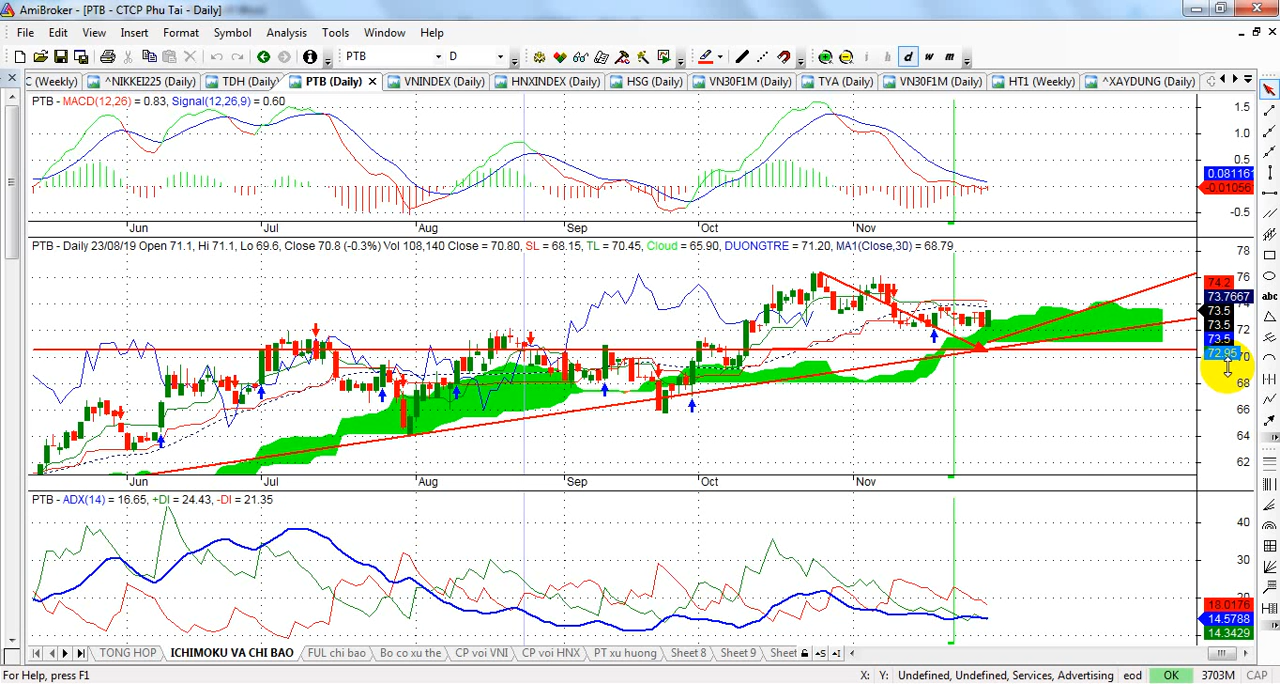 AmiBroker - [PTB - CTCP Phu Tai - Daily]
File Edit View Insert Format Symbol Analysis Tools Window Help
PTB D i h d w m
C (Weekly) ^NIKKEI225 (Daily) TDH (Daily) PTB (Daily) VNINDEX (Daily) HNXINDEX (Daily) HSG (Daily) VN30F1M (Daily) TYA (Daily) VN30F1M (Daily) HT1 (Weekly) ^XAYDUNG (Daily)
PTB - MACD(12,26) = 0.83, Signal(12,26,9) = 0.60
1.5
1.0
0.5
0.081161
-0.01056
-0.5
Jun Jul Aug Sep Oct Nov
PTB - Daily 23/08/19 Open 71.1, Hi 71.1, Lo 69.6, Close 70.8 (-0.3%) Vol 108,140 Close = 70.80, SL = 68.15, TL = 70.45, Cloud = 65.90, DUONGTRE = 71.20, MA1(Close,30) = 68.79
78
76
74.2
73.7667
73.5
73.5
73.5
72
72.95
70
68
66
64
62
Jun Jul Aug Sep Oct Nov
PTB - ADX(14) = 16.65, +DI = 24.43, -DI = 21.35
40
30
20
18.0176
14.5788
14.3429
abc
TONG HOP ICHIMOKU VA CHI BAO FUL chi bao Bo co xu the CP voi VNI CP voi HNX PT xu huong Sheet 8 Sheet 9 Sheet
For Help, press F1 X: Y: Undefined, Undefined, Services, Advertising eod OK 3703M CAP